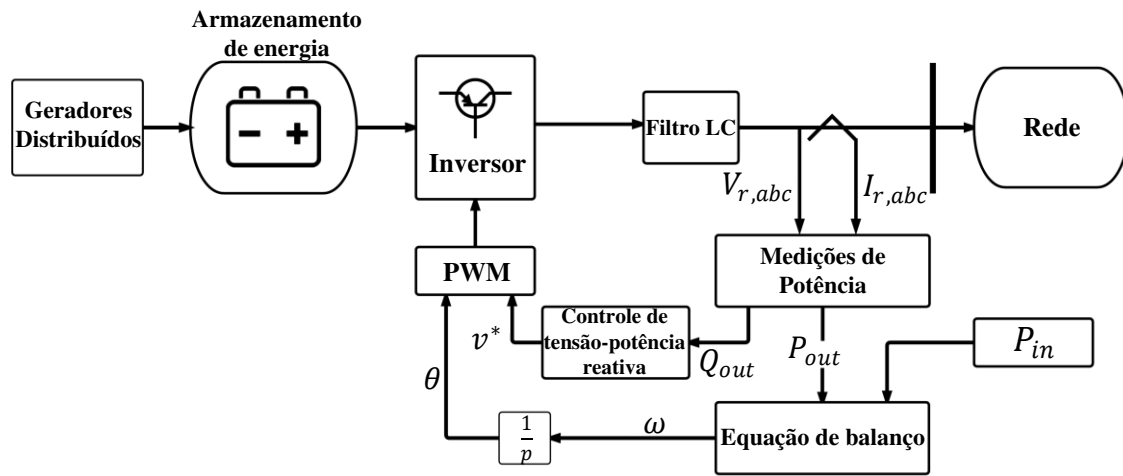 Armazenamento
de energia
Geradores
Distribuídos
Inversor
Filtro LC
Rede
V_{r,abc}
I_{r,abc}
PWM
Medições de
Potência
Controle de
tensão-potência
reativa
v*
Q_{out}
P_{out}
P_{in}
θ
1/p
ω
Equação de balanço